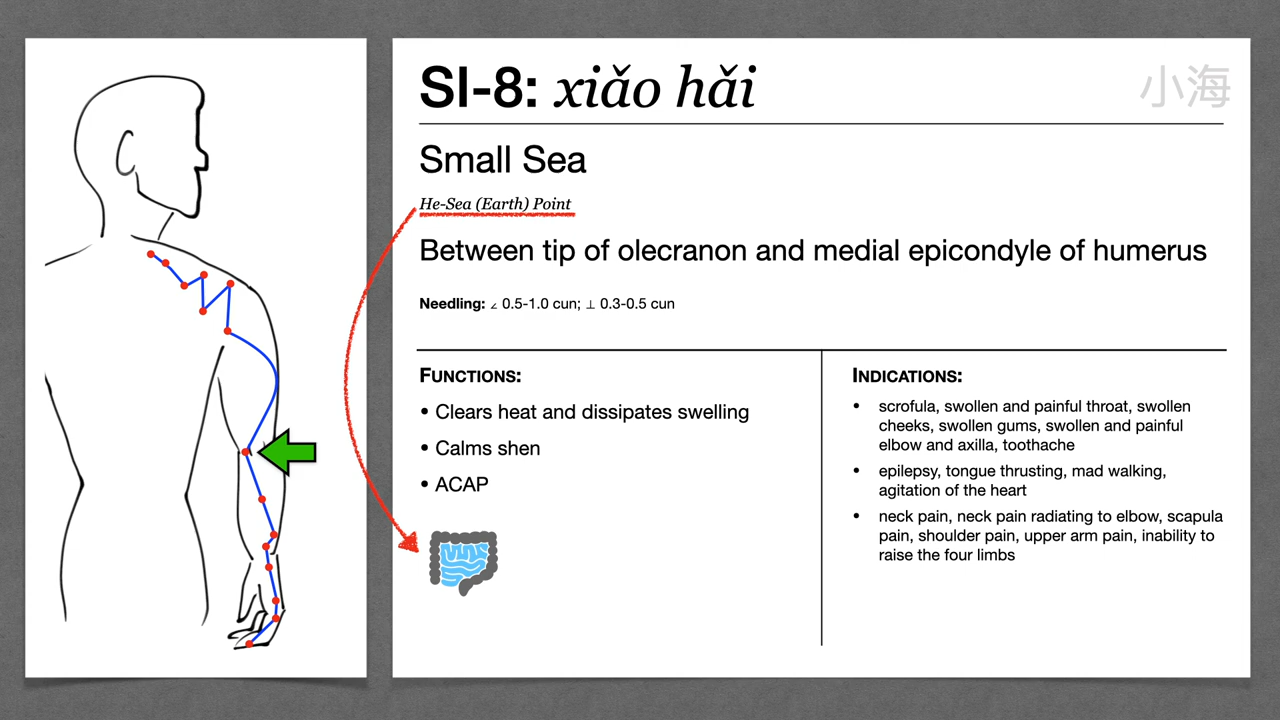 SI-8: xiǎo hǎi
小海
Small Sea
He-Sea (Earth) Point
Between tip of olecranon and medial epicondyle of humerus
Needling: ∠ 0.5-1.0 cun; ⊥ 0.3-0.5 cun
FUNCTIONS:
• Clears heat and dissipates swelling
• Calms shen
• ACAP
INDICATIONS:
• scrofula, swollen and painful throat, swollen
cheeks, swollen gums, swollen and painful
elbow and axilla, toothache
• epilepsy, tongue thrusting, mad walking,
agitation of the heart
• neck pain, neck pain radiating to elbow, scapula
pain, shoulder pain, upper arm pain, inability to
raise the four limbs